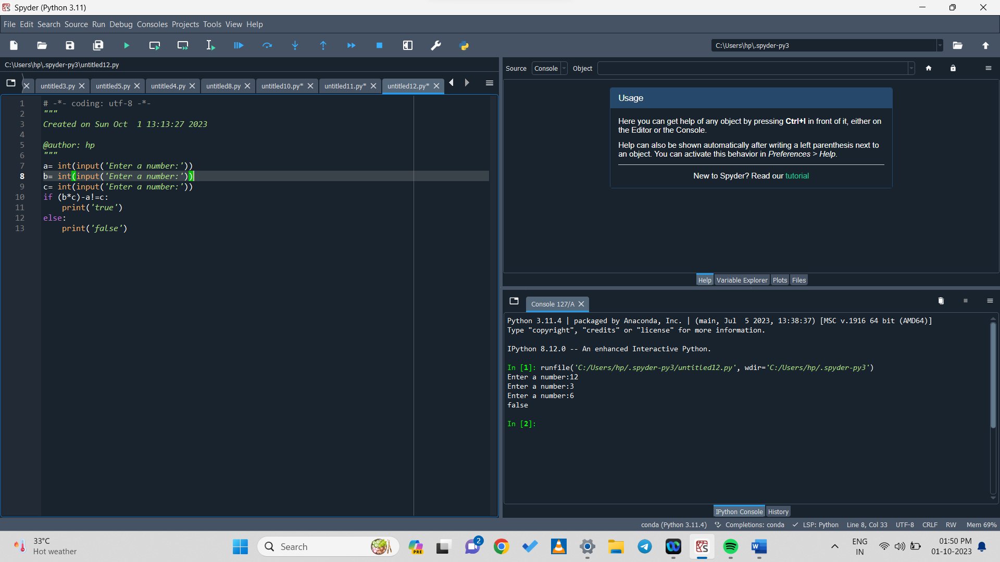 Spyder (Python 3.11)
File Edit Search Source Run Debug Consoles Projects Tools View Help
C:\Users\hp\.spyder-py3
C:\Users\hp\.spyder-py3\untitled12.py
untitled3.py untitled5.py untitled4.py untitled8.py untitled10.py* untitled11.py* untitled12.py*
1 # -*- coding: utf-8 -*-
2 """
3 Created on Sun Oct  1 13:13:27 2023
4
5 @author: hp
6 """
7 a= int(input('Enter a number:'))
8 b= int(input('Enter a number:'))
9 c= int(input('Enter a number:'))
10 if (b*c)-a!=c:
11     print('true')
12 else:
13     print('false')
Source Console Object
Usage
Here you can get help of any object by pressing Ctrl+I in front of it, either on
the Editor or the Console.
Help can also be shown automatically after writing a left parenthesis next to
an object. You can activate this behavior in Preferences > Help.
New to Spyder? Read our tutorial
Help Variable Explorer Plots Files
Console 127/A
Python 3.11.4 | packaged by Anaconda, Inc. | (main, Jul  5 2023, 13:38:37) [MSC v.1916 64 bit (AMD64)]
Type "copyright", "credits" or "license" for more information.
IPython 8.12.0 -- An enhanced Interactive Python.
In [1]: runfile('C:/Users/hp/.spyder-py3/untitled12.py', wdir='C:/Users/hp/.spyder-py3')
Enter a number:12
Enter a number:3
Enter a number:6
false
In [2]:
IPython Console History
conda (Python 3.11.4) Completions: conda LSP: Python Line 8, Col 33 UTF-8 CRLF RW Mem 69%
33°C
Hot weather
Search
PRE
2
W
ENG
IN
01:50 PM
01-10-2023